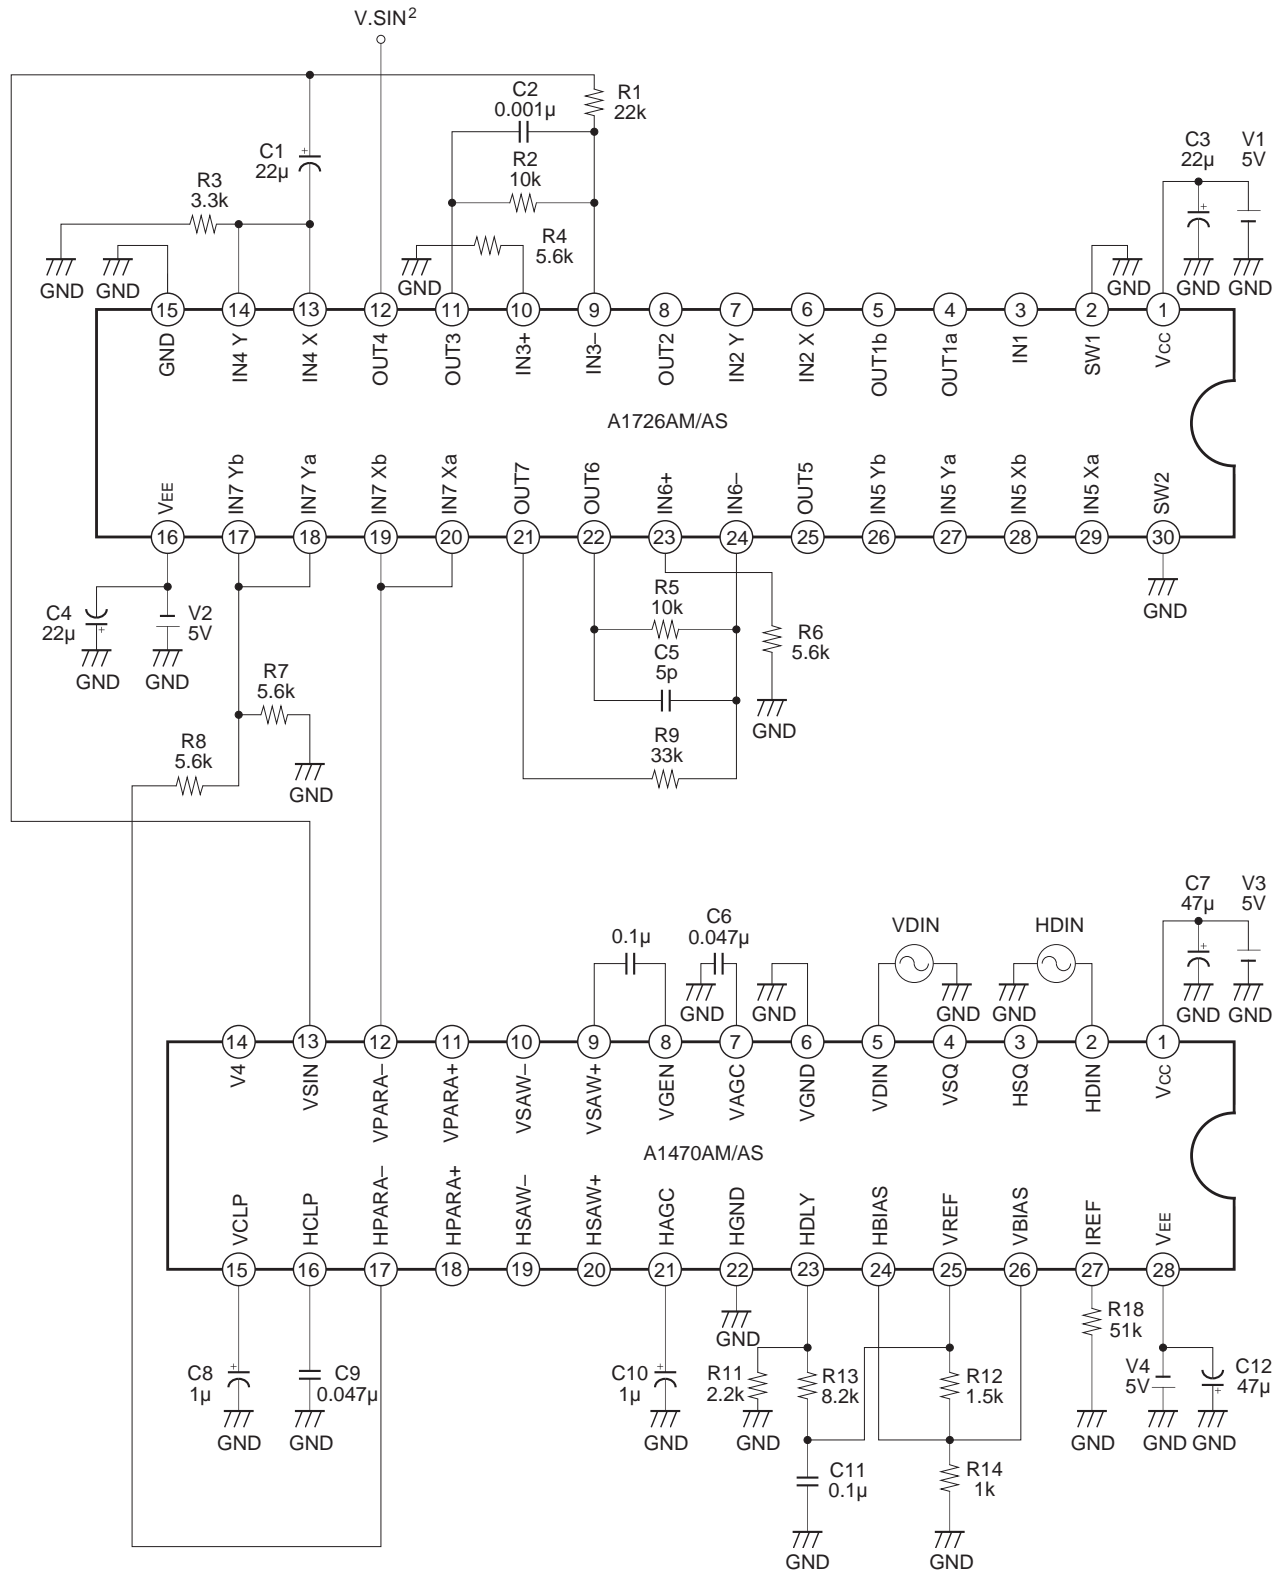 V.SIN²
C2
0.001μ
R1
22k
C1
22μ
R2
10k
R3
3.3k
R4
5.6k
C3
22μ
V1
5V
GND
GND
GND
GND
GND
GND
15 14 13 12 11 10 9 8 7 6 5 4 3 2 1
GND IN4 Y IN4 X OUT4 OUT3 IN3+ IN3– OUT2 IN2 Y IN2 X OUT1b OUT1a IN1 SW1 VCC
A1726AM/AS
VEE IN7 Yb IN7 Ya IN7 Xb IN7 Xa OUT7 OUT6 IN6+ IN6– OUT5 IN5 Yb IN5 Ya IN5 Xb IN5 Xa SW2
16 17 18 19 20 21 22 23 24 25 26 27 28 29 30
C4
22μ
V2
5V
GND
GND
R5
10k
C5
5p
R6
5.6k
GND
GND
R7
5.6k
R8
5.6k
GND
R9
33k
0.1μ
C6
0.047μ
VDIN
HDIN
C7
47μ
V3
5V
GND
GND
GND
GND
GND
GND
14 13 12 11 10 9 8 7 6 5 4 3 2 1
V4 VSIN VPARA– VPARA+ VSAW– VSAW+ VGEN VAGC VGND VDIN VSQ HSQ HDIN VCC
A1470AM/AS
VCLP HCLP HPARA– HPARA+ HSAW– HSAW+ HAGC HGND HDLY HBIAS VREF VBIAS IREF VEE
15 16 17 18 19 20 21 22 23 24 25 26 27 28
GND
R18
51k
C8
1μ
C9
0.047μ
C10
1μ
R11
2.2k
R13
8.2k
R12
1.5k
V4
5V
C12
47μ
GND
GND
GND
GND
GND
GND
GND
C11
0.1μ
R14
1k
GND
GND